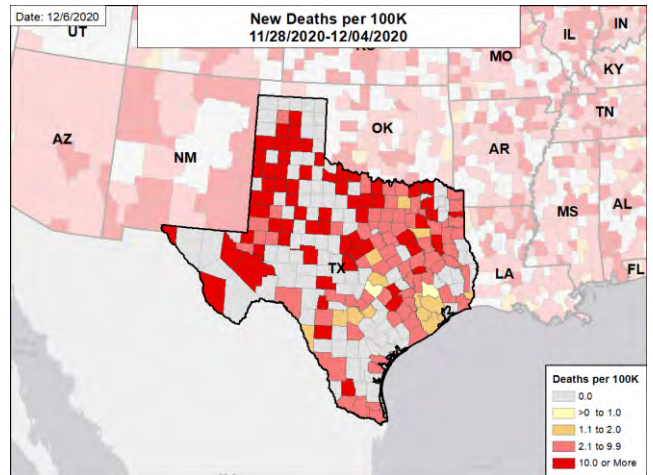 Date: 12/6/2020
New Deaths per 100K
11/28/2020-12/04/2020
UT
IL
IN
MO
KY
TN
AZ
NM
OK
AR
MS
AL
TX
LA
FL
Deaths per 100K
0.0
>0 to 1.0
1.1 to 2.0
2.1 to 9.9
10.0 or More